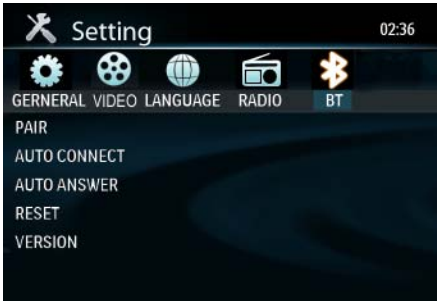 Setting 02:36
GERNERAL VIDEO LANGUAGE RADIO BT
PAIR
AUTO CONNECT
AUTO ANSWER
RESET
VERSION